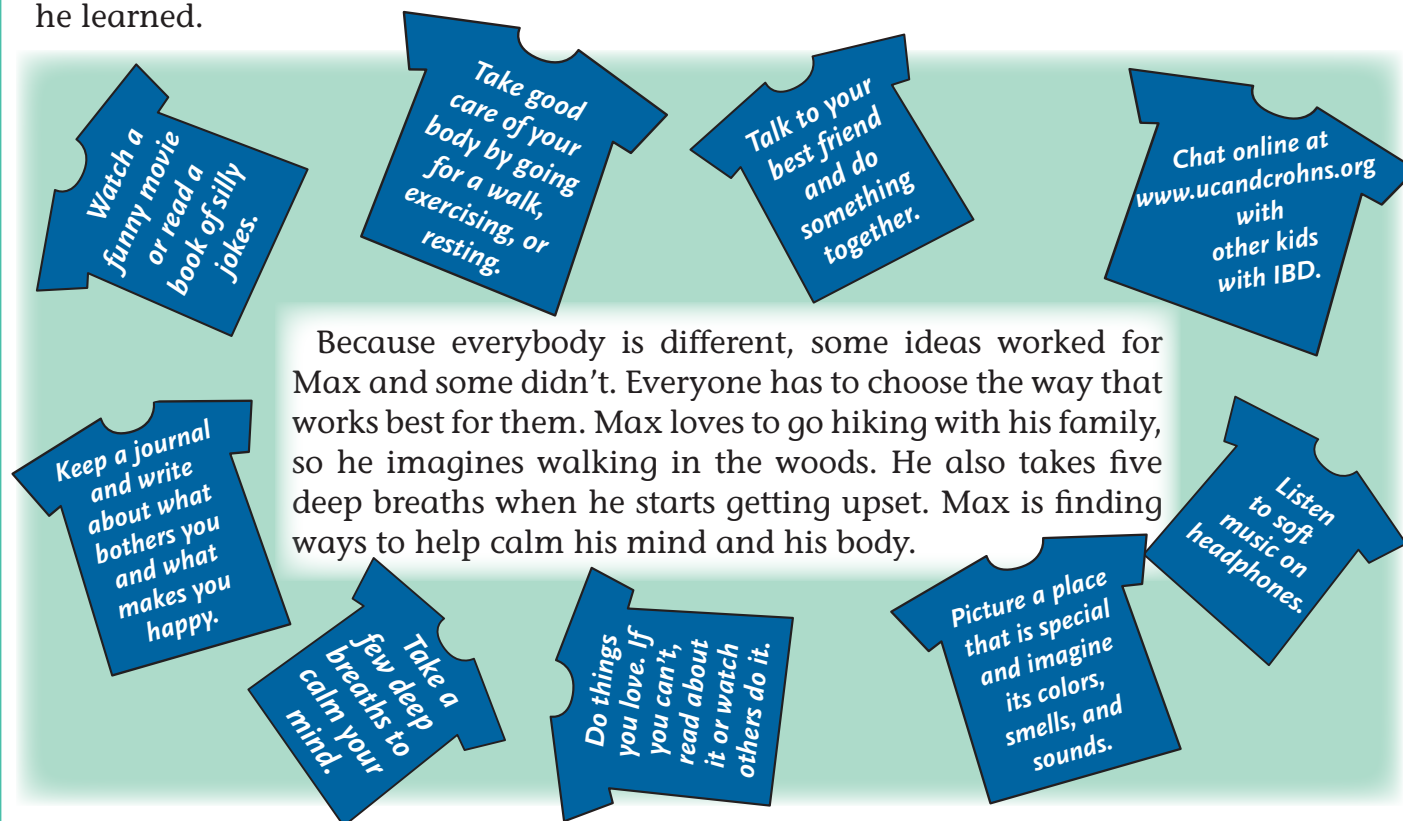 he learned.
Watch a
funny movie
or read a
book of silly
jokes.
Take good
care of your
body by going
for a walk,
exercising, or
resting.
Talk to your
best friend
and do
something
together.
Chat online at
www.ucandcrohns.org
with
other kids
with IBD.
Because everybody is different, some ideas worked for
Max and some didn't. Everyone has to choose the way that
works best for them. Max loves to go hiking with his family,
so he imagines walking in the woods. He also takes five
deep breaths when he starts getting upset. Max is finding
ways to help calm his mind and his body.
Keep a journal
and write
about what
bothers you
and what
makes you
happy.
Take a
few deep
breaths to
calm your
mind.
Do things
you love. If
you can't,
read about
it or watch
others do it.
Picture a place
that is special
and imagine
its colors,
smells, and
sounds.
Listen
to soft
music on
headphones.